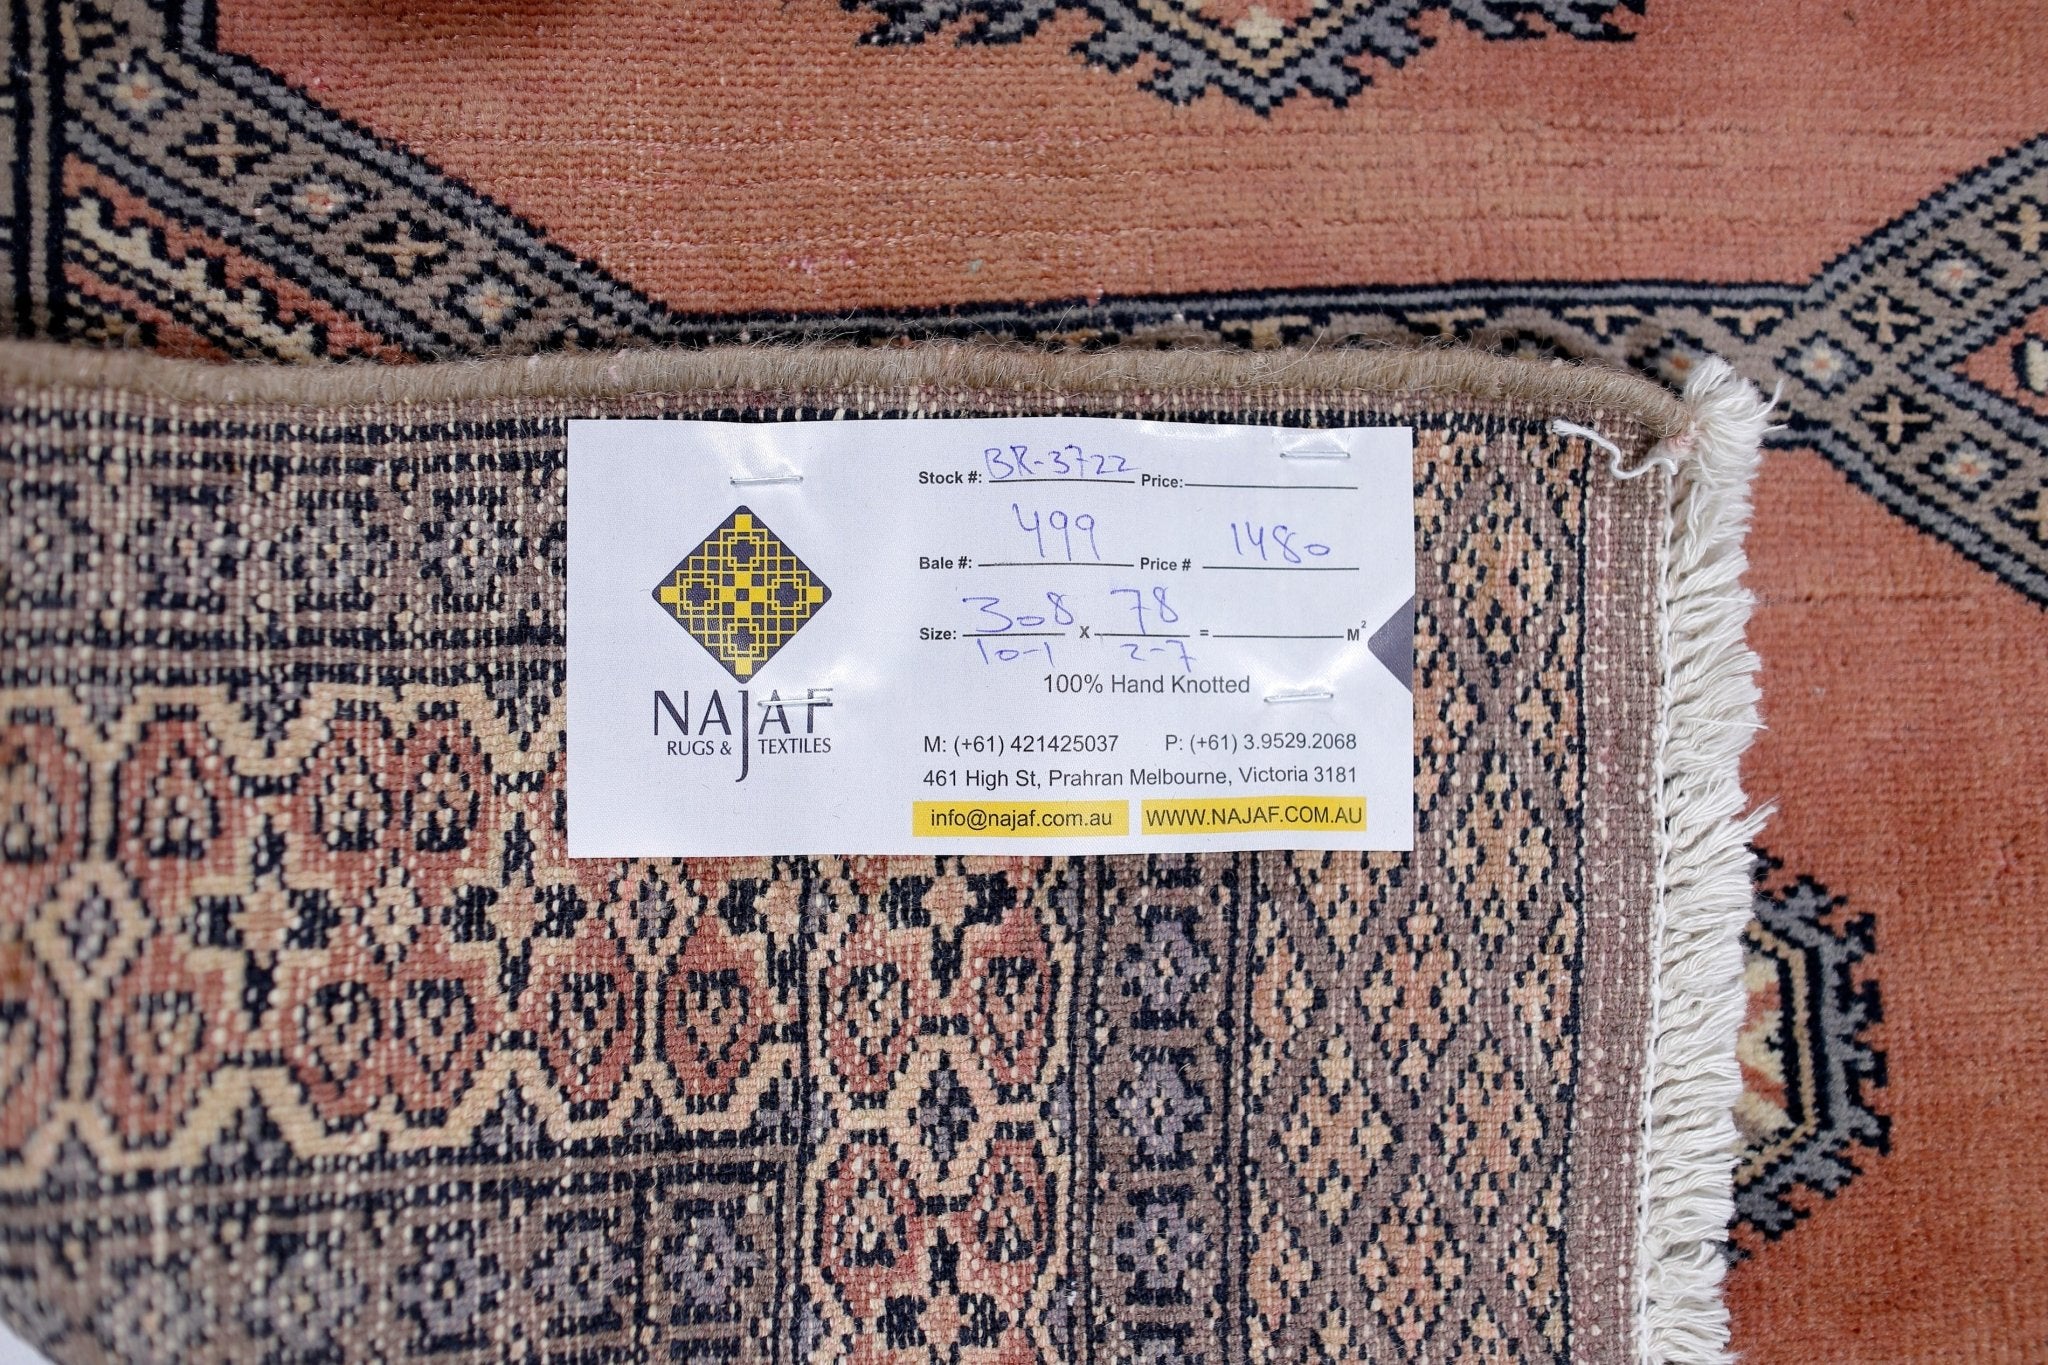 NAJAF
RUGS & TEXTILES
Stock #: BR-3722 Price:
Bale #: 499 Price # 1480
Size: 308 x 78 = M²
10-1 2-7
100% Hand Knotted
M: (+61) 421425037 P: (+61) 3.9529.2068
461 High St, Prahran Melbourne, Victoria 3181
info@najaf.com.au WWW.NAJAF.COM.AU